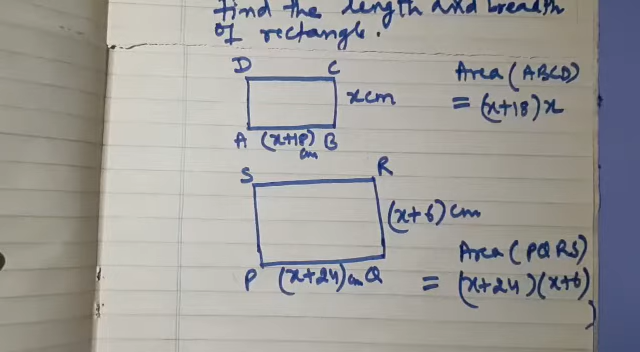 find the length and breadth
of rectangle.
D C
x cm
A (x+18) B
cm
Area (ABCD)
= (x+18) x
S R
(x+6) cm
P (x+24) cm Q
Area (PQRS)
= (x+24) (x+6)